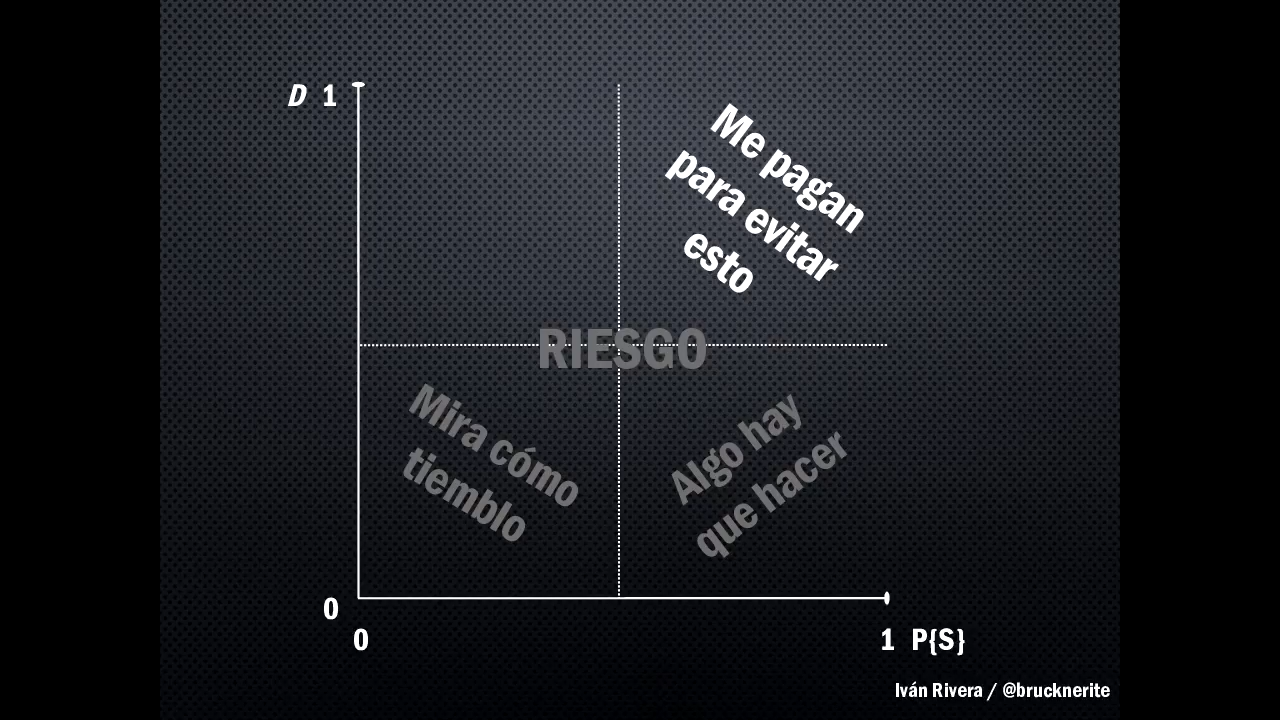 D 1
Me pagan
para evitar
esto
RIESGO
Mira cómo
tiemblo
Algo hay
que hacer
0
0
1 P{S}
Iván Rivera / @brucknerite